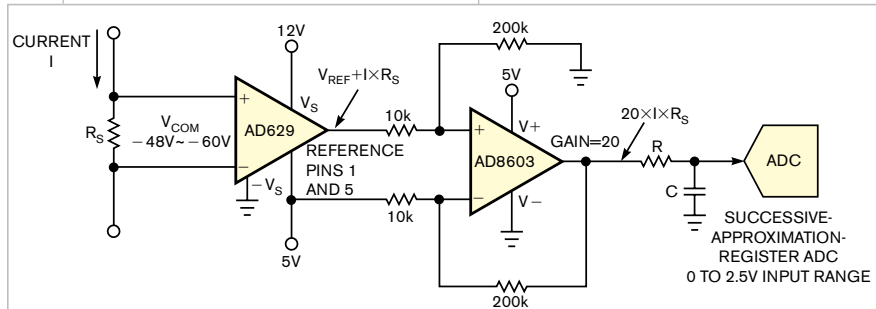 CURRENT
I
12V
200k
V_REF+I×R_S
5V
V_S
10k
V+
20×I×R_S
+
+
R_S
V_COM
−48V~−60V
AD629
AD8603
GAIN=20
R
ADC
REFERENCE
PINS 1
AND 5
−
−V_S
10k
−
V−
C
5V
SUCCESSIVE-
APPROXIMATION-
REGISTER ADC
0 TO 2.5V INPUT RANGE
200k